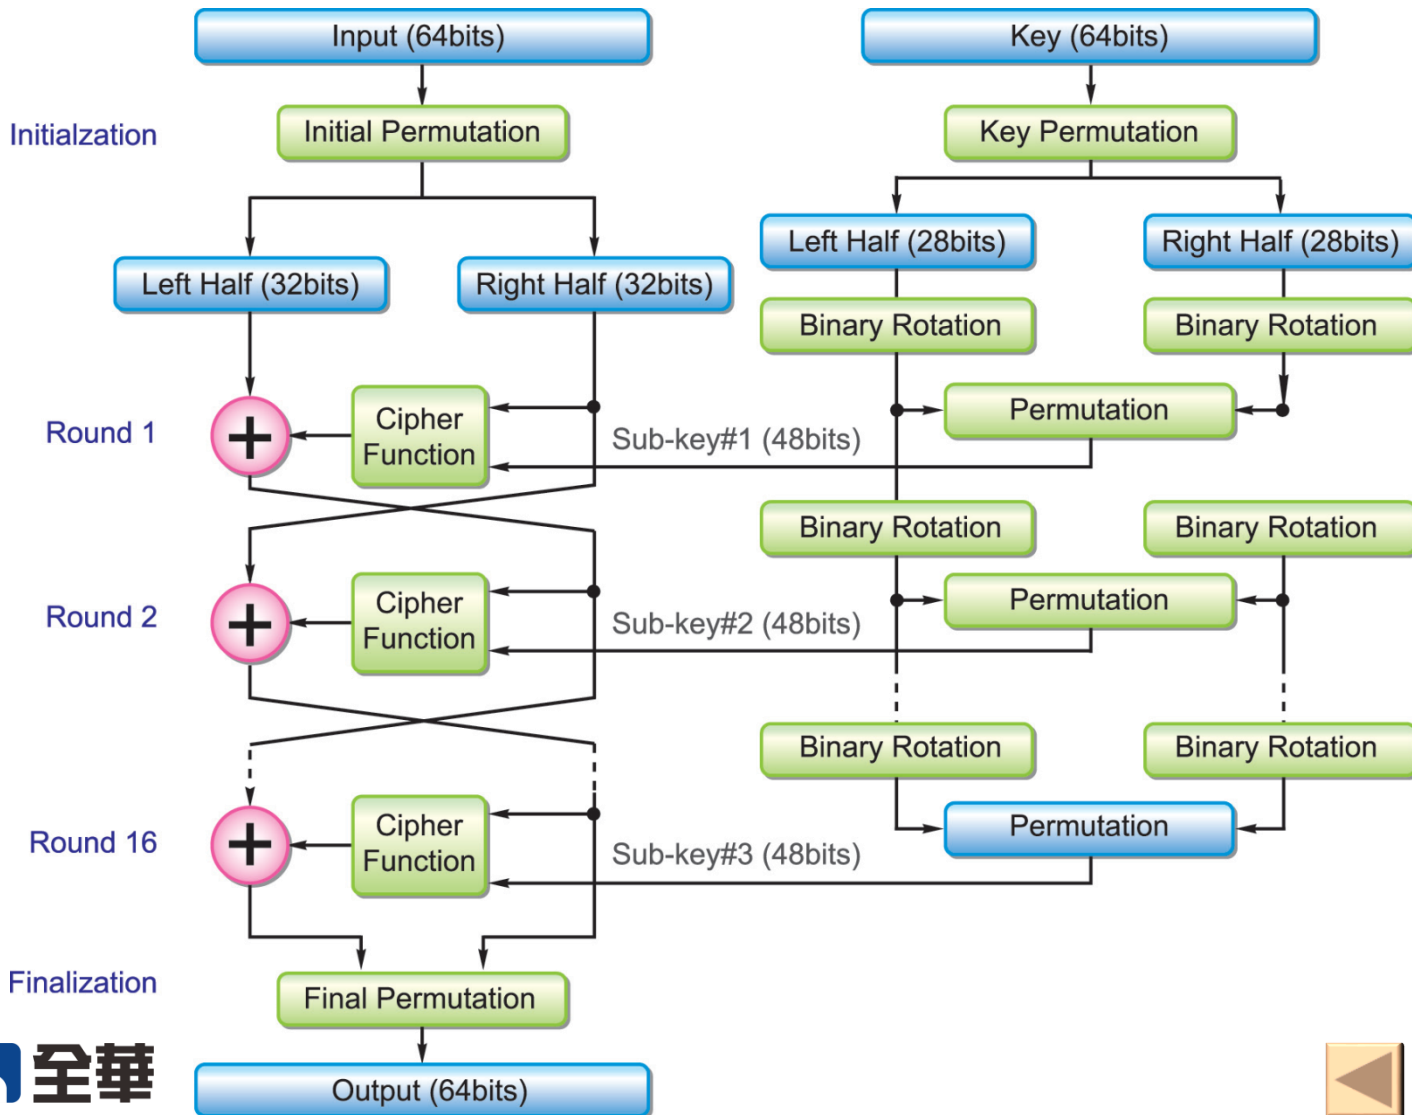 Input (64bits)
Key (64bits)
Initialzation
Initial Permutation
Key Permutation
Left Half (32bits)
Right Half (32bits)
Left Half (28bits)
Right Half (28bits)
Binary Rotation
Binary Rotation
Round 1
Cipher
Function
Sub-key#1 (48bits)
Permutation
Binary Rotation
Binary Rotation
Round 2
Cipher
Function
Sub-key#2 (48bits)
Permutation
Binary Rotation
Binary Rotation
Round 16
Cipher
Function
Sub-key#3 (48bits)
Permutation
Finalization
Final Permutation
全華
Output (64bits)